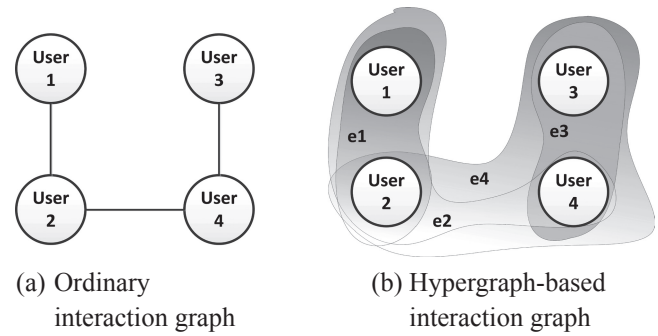 User
1
User
3
User
2
User
4
(a) Ordinary
interaction graph
User
1
User
3
e1
e3
e4
User
2
User
4
e2
(b) Hypergraph-based
interaction graph